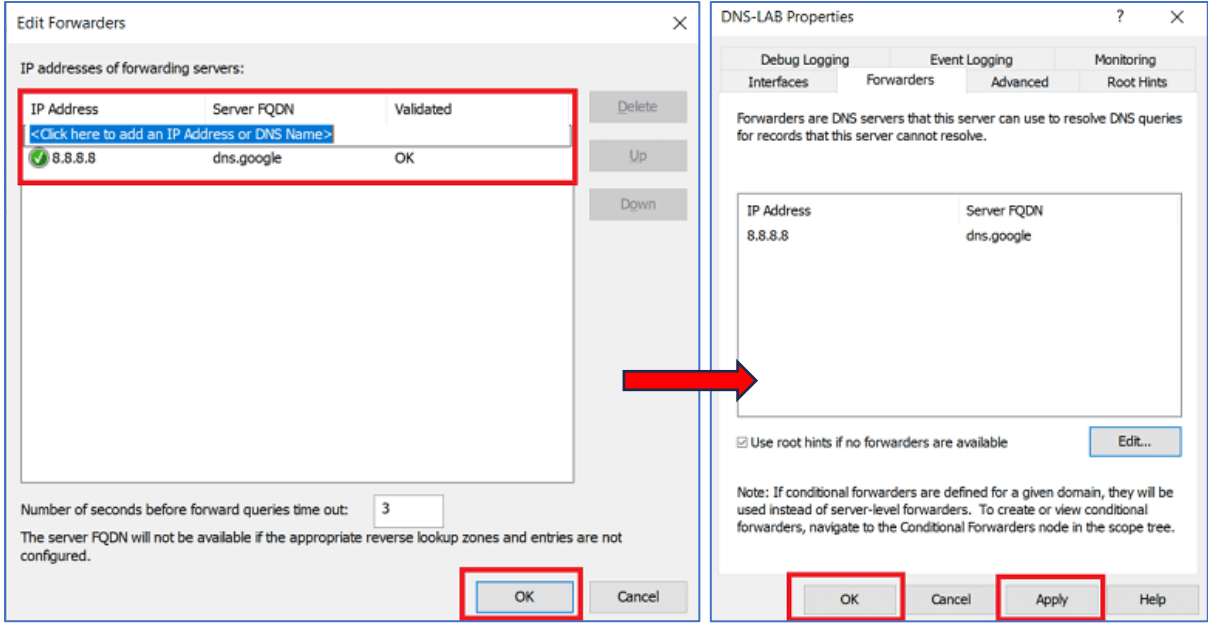 Edit Forwarders
IP addresses of forwarding servers:
IP Address Server FQDN Validated
<Click here to add an IP Address or DNS Name>
8.8.8.8 dns.google OK
Delete
Up
Down
Number of seconds before forward queries time out: 3
The server FQDN will not be available if the appropriate reverse lookup zones and entries are not
configured.
OK Cancel
DNS-LAB Properties ?
Debug Logging Event Logging Monitoring
Interfaces Forwarders Advanced Root Hints
Forwarders are DNS servers that this server can use to resolve DNS queries
for records that this server cannot resolve.
IP Address Server FQDN
8.8.8.8 dns.google
Use root hints if no forwarders are available Edit...
Note: If conditional forwarders are defined for a given domain, they will be
used instead of server-level forwarders. To create or view conditional
forwarders, navigate to the Conditional Forwarders node in the scope tree.
OK Cancel Apply Help